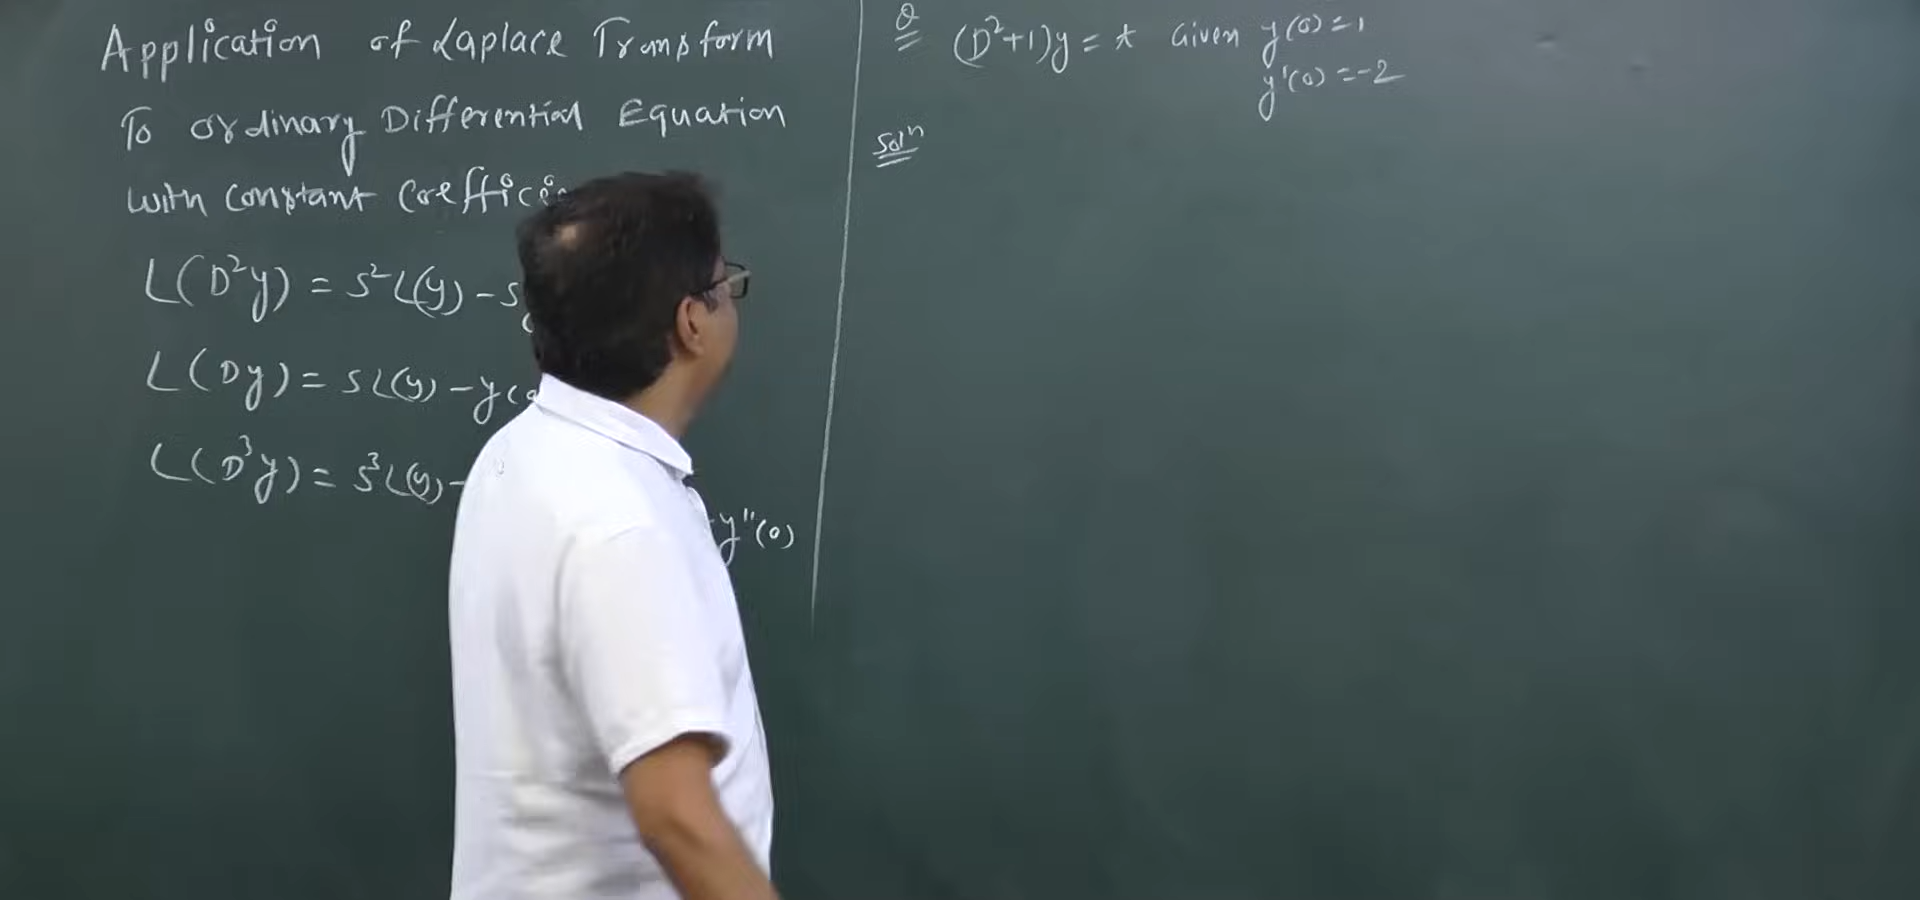 Application of Laplace Transform
To ordinary Differential Equation
with constant
L(D²y) = s²L(y) - s
L(Dy) = sL(y) - y(0
L(D³y) = s³L(y) -
y''(0)
Q (D²+1)y = t Given y(0) = 1
y'(0) = -2
Solⁿ